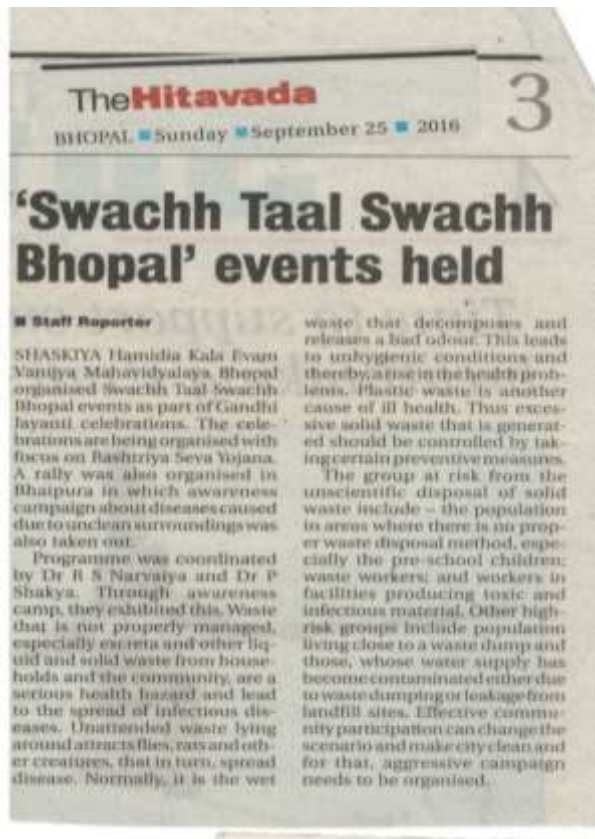 TheHitavada
BHOPAL ■ Sunday ■ September 25 ■ 2016
3
'Swachh Taal Swachh
Bhopal' events held
■ Staff Reporter
SHASKIYA Hamidia Kala Evam
Vanijya Mahavidyalaya Bhopal
organised Swachh Taal Swachh
Bhopal events as part of Gandhi
Jayanti celebrations. The cele-
brations are being organised with
focus on Rashtriya Seva Yojana.
A rally was also organised in
Bhaipura in which awareness
campaign about diseases caused
due to unclean surroundings was
also taken out.
Programme was coordinated
by Dr R S Narvaiya and Dr P
Shakya. Through awareness
camp, they exhibited this. Waste
that is not properly managed,
especially excreta and other liq-
uid and solid waste from house-
holds and the community, are a
serious health hazard and lead
to the spread of infectious dis-
eases. Unattended waste lying
around attracts flies, rats and oth-
er creatures, that in turn, spread
disease. Normally, it is the wet
waste that decomposes and
releases a bad odour. This leads
to unhygienic conditions and
thereby, a rise in the health prob-
lems. Plastic waste is another
cause of ill health. Thus exces-
sive solid waste that is generat-
ed should be controlled by tak-
ing certain preventive measures.
The group at risk from the
unscientific disposal of solid
waste include – the population
in areas where there is no prop-
er waste disposal method, espe-
cially the pre-school children;
waste workers; and workers in
facilities producing toxic and
infectious material. Other high-
risk groups include population
living close to a waste dump and
those, whose water supply has
become contaminated either due
to waste dumping or leakage from
landfill sites. Effective commu-
nity participation can change the
scenario and make city clean and
for that, aggressive campaign
needs to be organised.